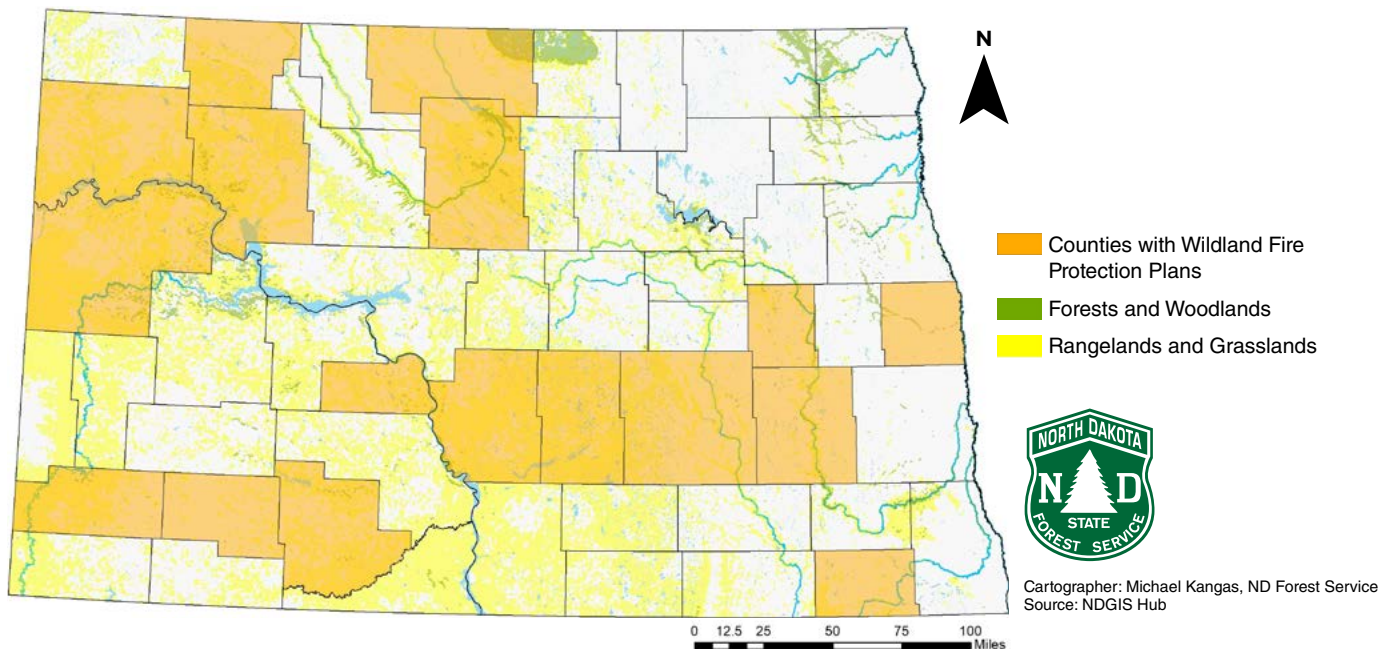 N
Counties with Wildland Fire
Protection Plans
Forests and Woodlands
Rangelands and Grasslands
NORTH DAKOTA
N D
STATE
FOREST SERVICE
Cartographer: Michael Kangas, ND Forest Service
Source: NDGIS Hub
0 12.5 25 50 75 100
Miles